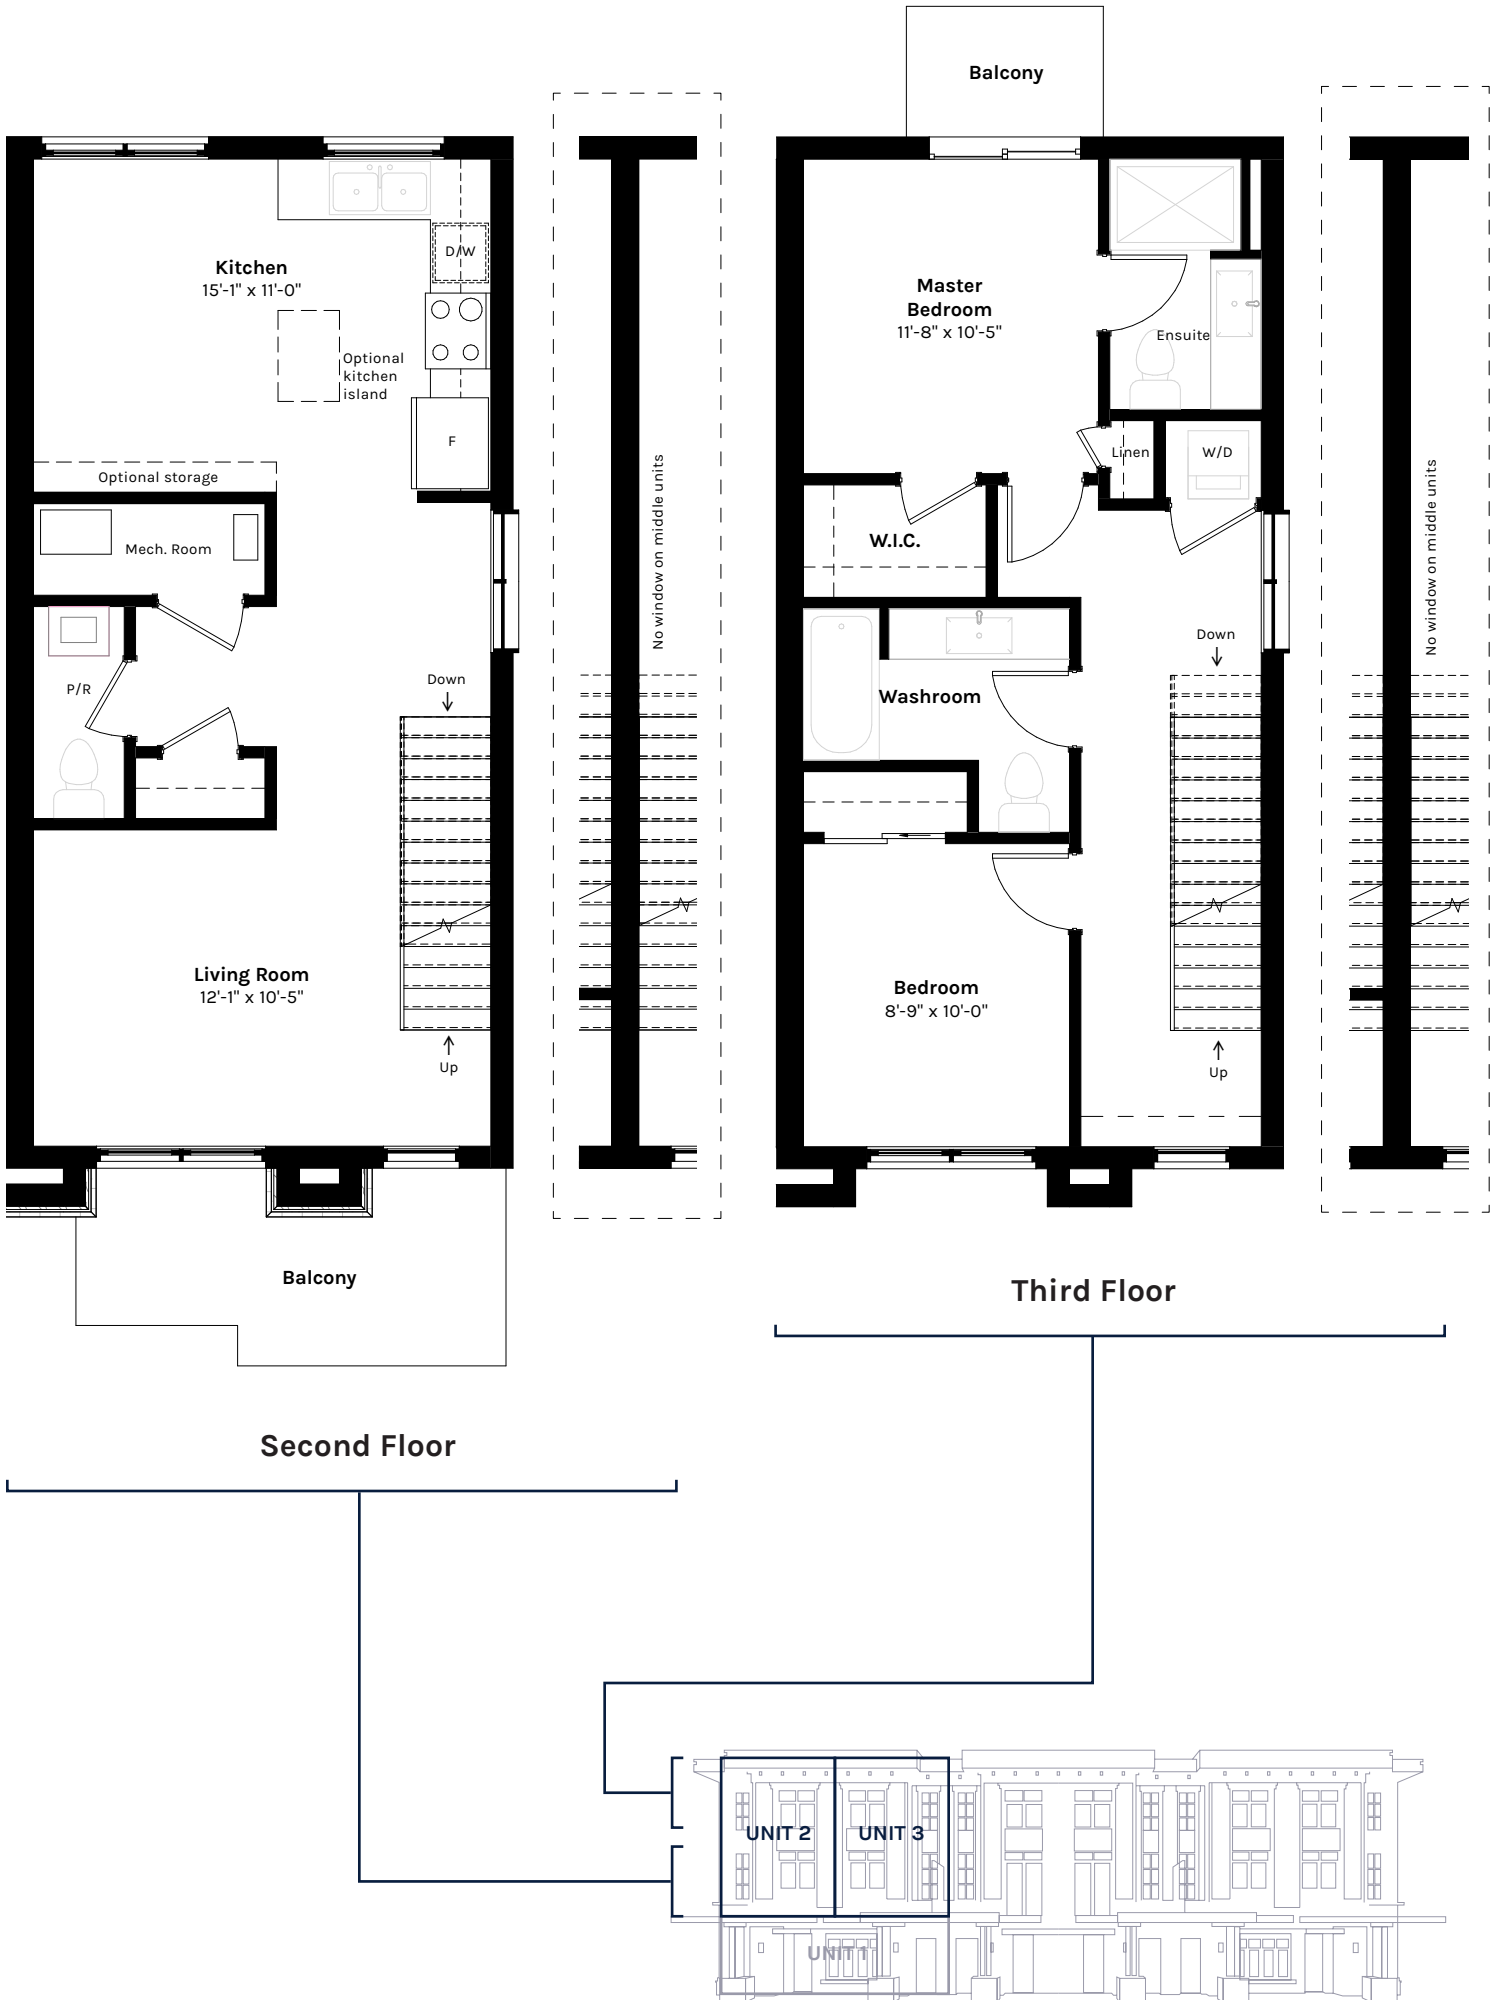 Kitchen
15'-1" x 11'-0"
D/W
Optional
kitchen
island
F
Optional storage
Mech. Room
P/R
Down
Living Room
12'-1" x 10'-5"
Up
Balcony
No window on middle units
Second Floor
Balcony
Master
Bedroom
11'-8" x 10'-5"
Ensuite
Linen
W/D
W.I.C.
Washroom
Down
Bedroom
8'-9" x 10'-0"
Up
No window on middle units
Third Floor
UNIT 2
UNIT 3
UNIT 1